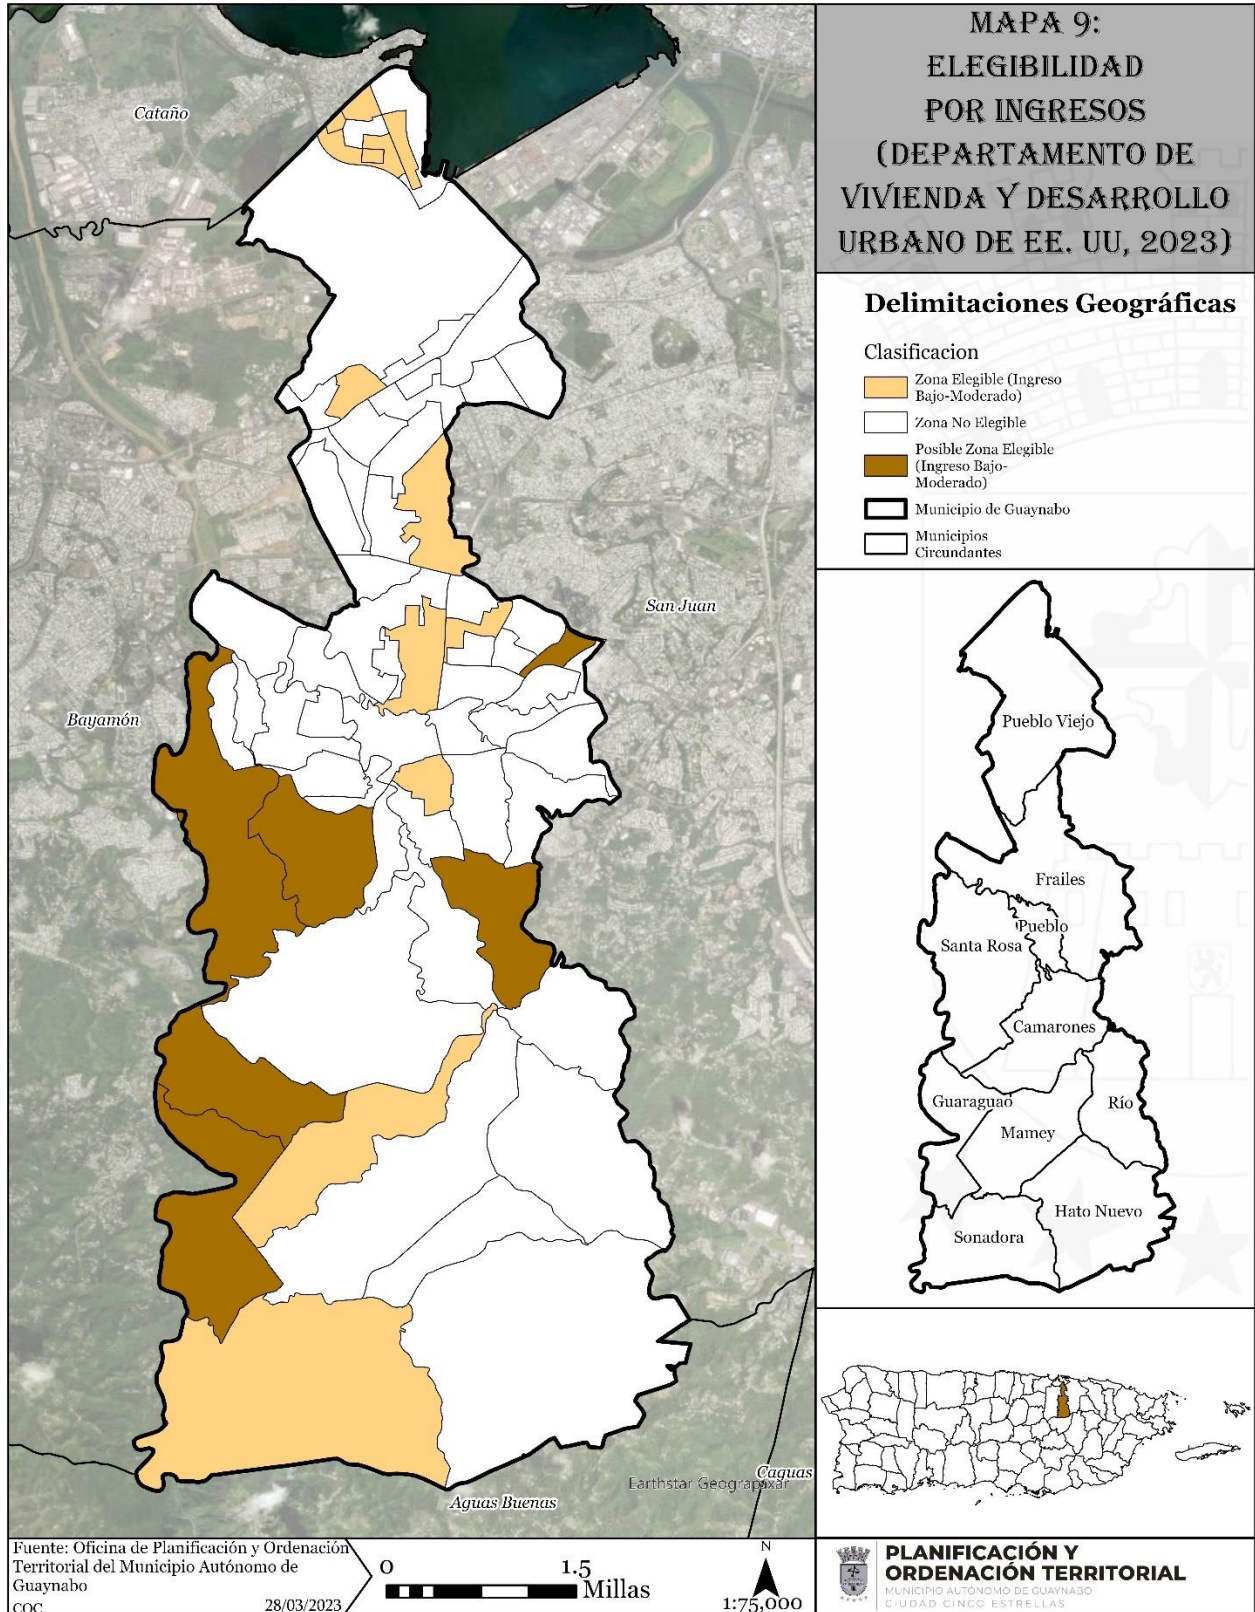 MAPA 9:
ELEGIBILIDAD
POR INGRESOS
(DEPARTAMENTO DE
VIVIENDA Y DESARROLLO
URBANO DE EE. UU, 2023)
Delimitaciones Geográficas
Clasificacion
Zona Elegible (Ingreso
Bajo-Moderado)
Zona No Elegible
Posible Zona Elegible
(Ingreso Bajo-
Moderado)
Municipio de Guaynabo
Municipios
Circundantes
Cataño
San Juan
Bayamón
Caguas
Aguas Buenas
Earthstar Geograp
Pueblo Viejo
Frailes
Pueblo
Santa Rosa
Camarones
Guaraguao
Río
Mamey
Hato Nuevo
Sonadora
Fuente: Oficina de Planificación y Ordenación
Territorial del Municipio Autónomo de
Guaynabo
COC 28/03/2023
0 1.5
Millas
N
1:75,000
PLANIFICACIÓN Y
ORDENACIÓN TERRITORIAL
MUNICIPIO AUTÓNOMO DE GUAYNABO
CIUDAD CINCO ESTRELLAS